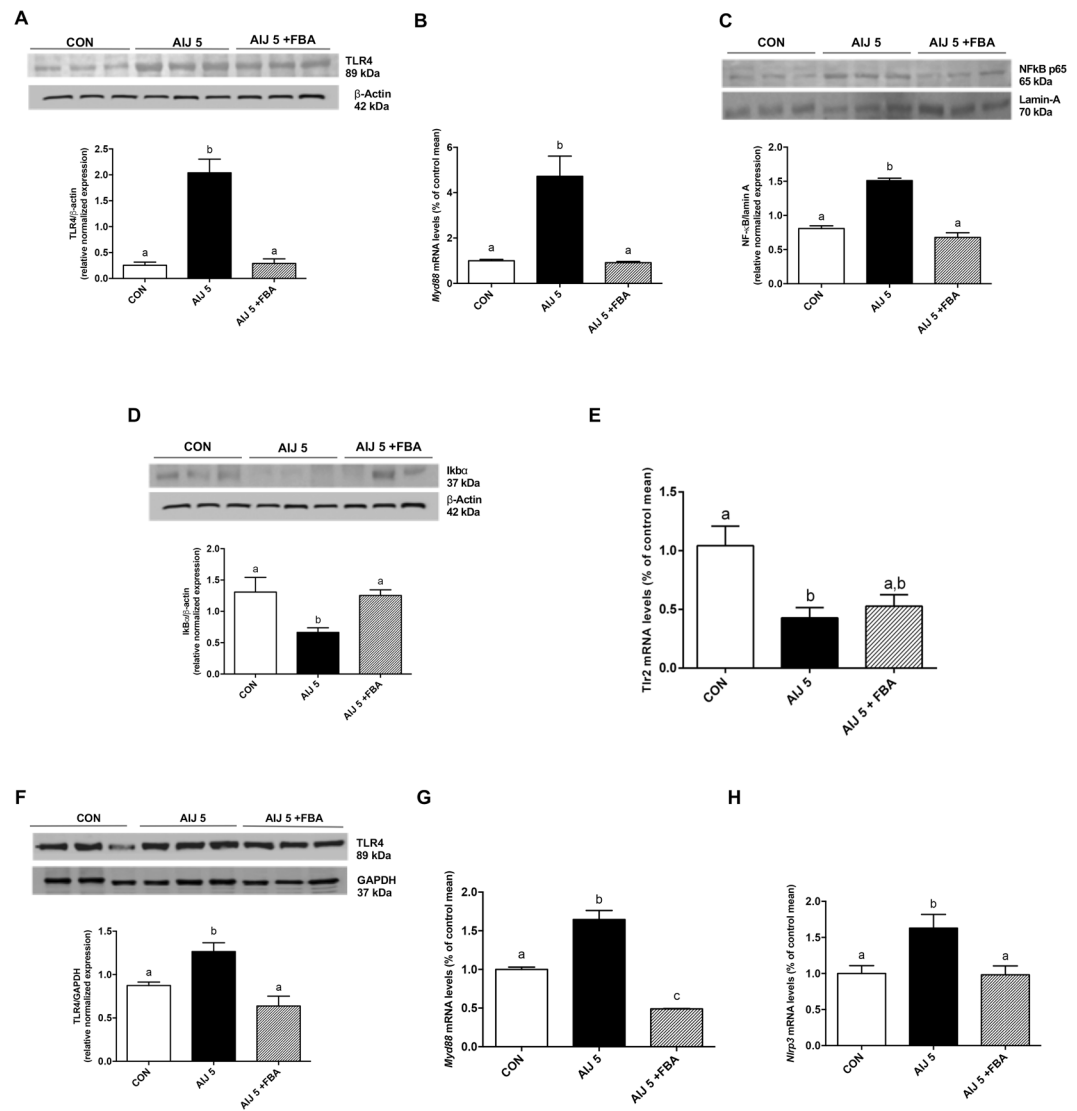 A
CON AIJ 5 AIJ 5 +FBA
TLR4
89 kDa
β-Actin
42 kDa
TLR4/β-actin
(relative normalized expression)
2.5
2.0
1.5
1.0
0.5
0.0
a
b
a
CON
AIJ 5
AIJ 5 +FBA
B
Myd88 mRNA levels (% of control mean)
6
4
2
0
a
b
a
CON
AIJ 5
AIJ 5 +FBA
C
CON AIJ 5 AIJ 5 +FBA
NFkB p65
65 kDa
Lamin-A
70 kDa
NF-κB/lamin A
(relative normalized expression)
2.0
1.5
1.0
0.5
0.0
a
b
a
CON
AIJ 5
AIJ 5 +FBA
D
CON AIJ 5 AIJ 5 +FBA
Ikbα
37 kDa
β-Actin
42 kDa
IkBα/β-actin
(relative normalized expression)
2.0
1.5
1.0
0.5
0.0
a
b
a
CON
AIJ 5
AIJ 5 +FBA
E
Tlr2 mRNA levels (% of control mean)
1.5
1.0
0.5
0.0
a
b
a,b
CON
AIJ 5
AIJ 5 + FBA
F
CON AIJ 5 AIJ 5 +FBA
TLR4
89 kDa
GAPDH
37 kDa
TLR4/GAPDH
(relative normalized expression)
1.5
1.0
0.5
0.0
a
b
a
CON
AIJ 5
AIJ 5 +FBA
G
Myd88 mRNA levels (% of control mean)
2.0
1.5
1.0
0.5
0.0
a
b
c
CON
AIJ 5
AIJ 5 +FBA
H
Nlrp3 mRNA levels (% of control mean)
2.0
1.5
1.0
0.5
0.0
a
b
a
CON
AIJ 5
AIJ 5 +FBA